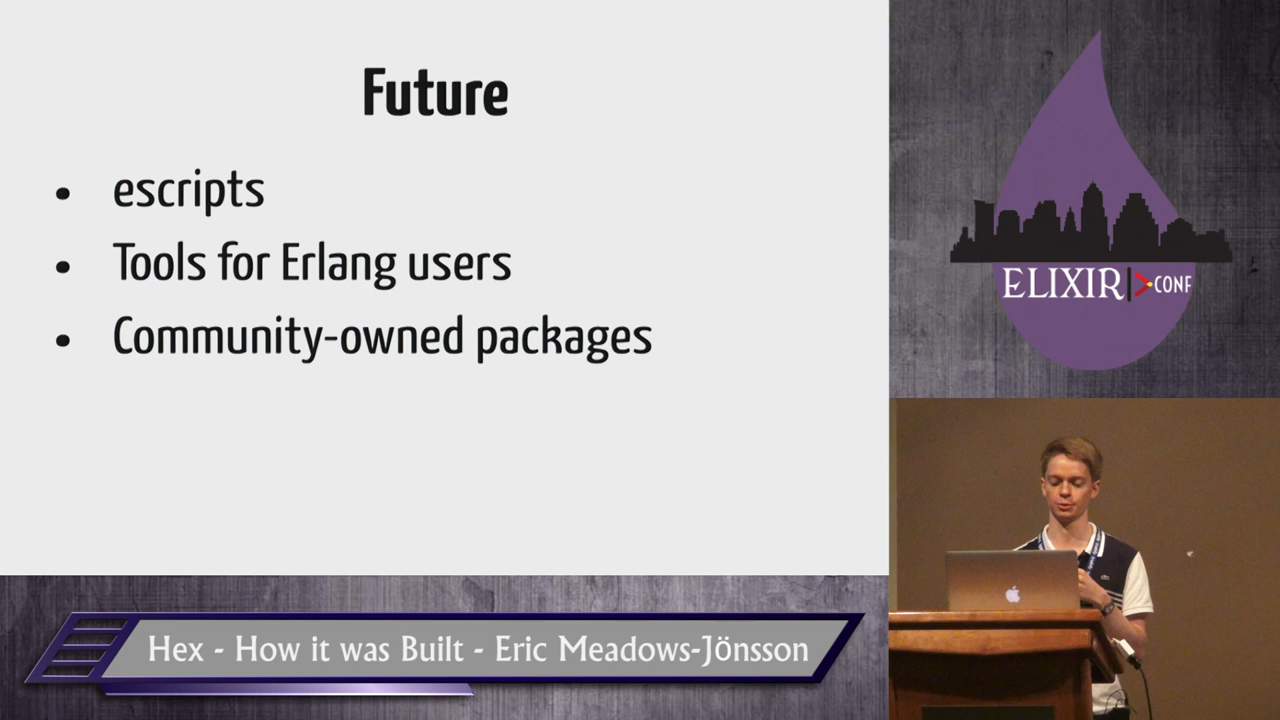 Future
• escripts
• Tools for Erlang users
• Community-owned packages
ELIXIR|>CONF
Hex - How it was Built - Eric Meadows-Jönsson